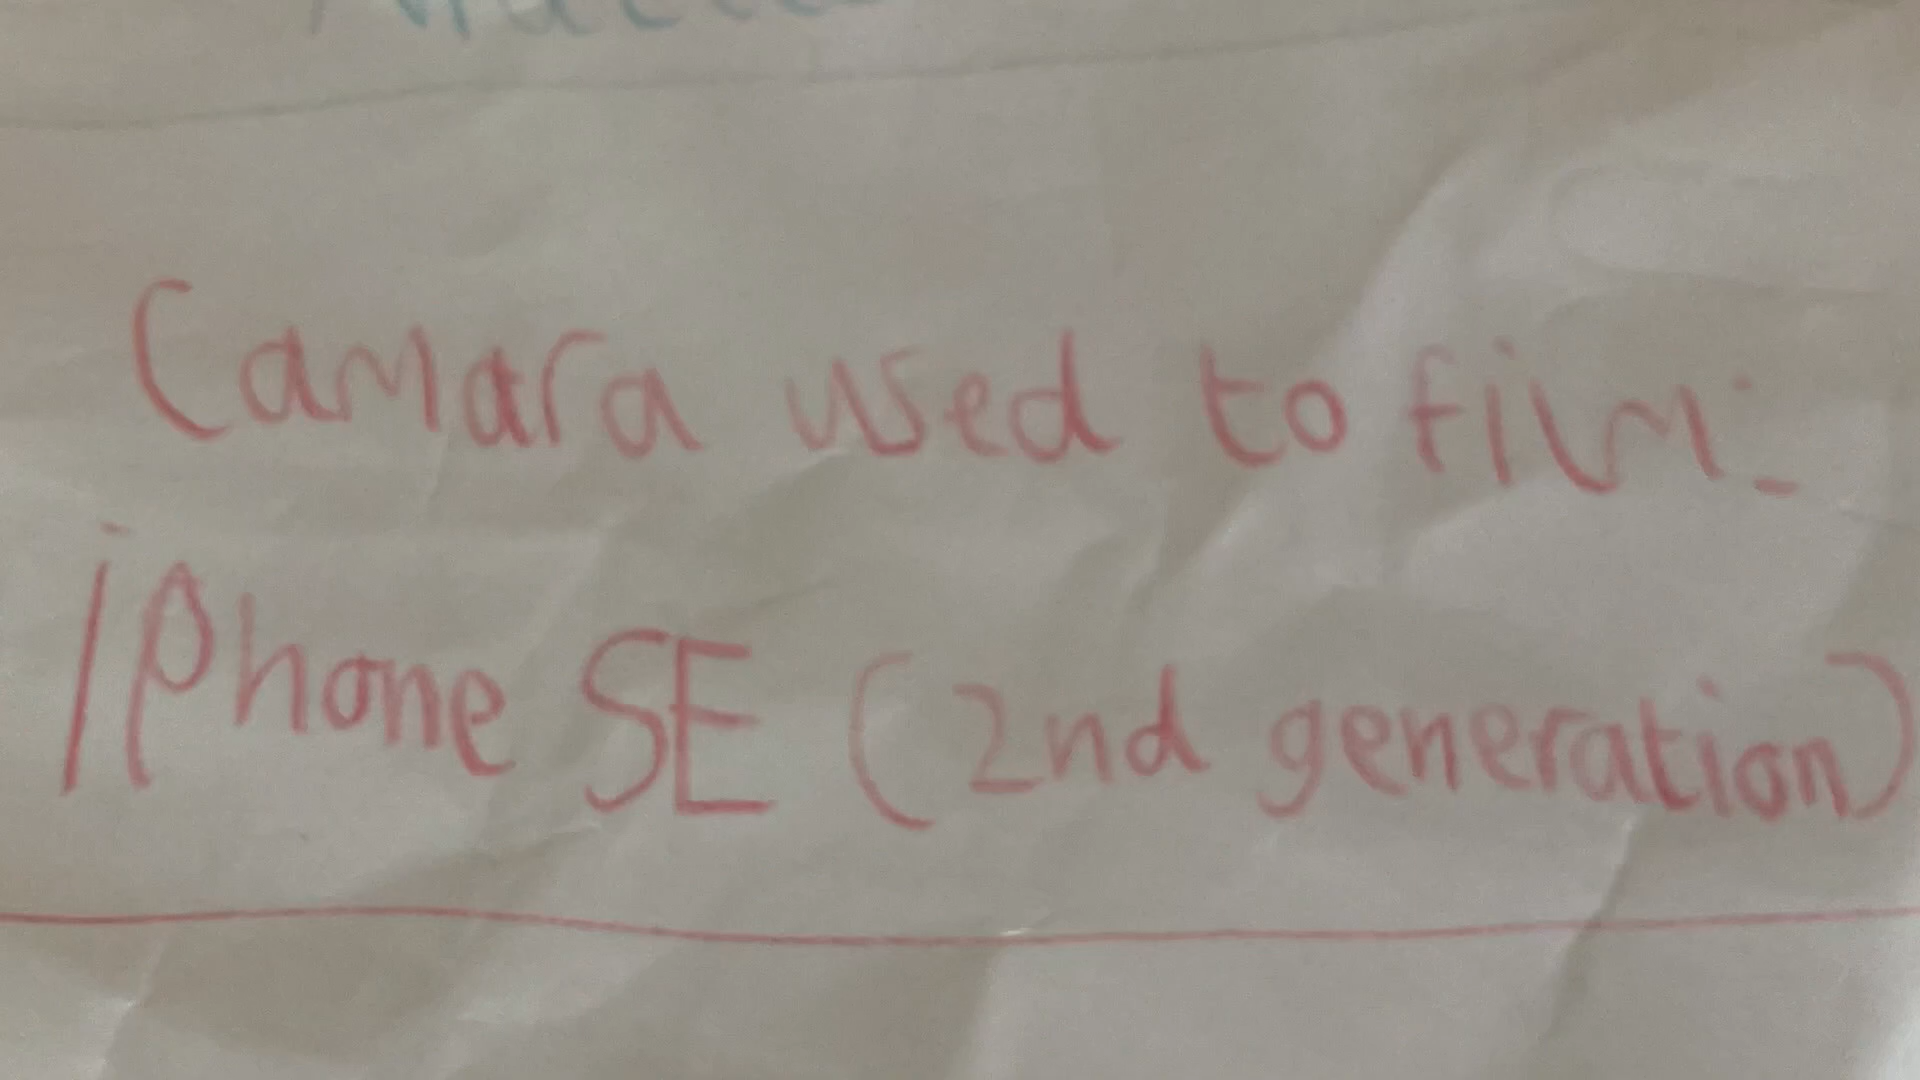 Camara used to film:
iphone SE (2nd generation)